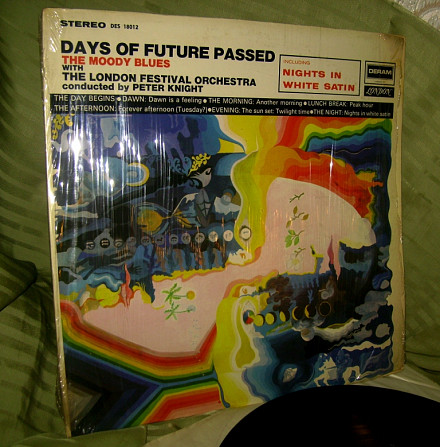 STEREO DES 18012
DAYS OF FUTURE PASSED
THE MOODY BLUES
WITH
THE LONDON FESTIVAL ORCHESTRA
conducted by PETER KNIGHT
INCLUDING
NIGHTS IN
WHITE SATIN
DERAM
LONDON
THE DAY BEGINS ● DAWN: Dawn is a feeling ● THE MORNING: Another morning ● LUNCH BREAK: Peak hour
THE AFTERNOON: Forever afternoon (Tuesday?) ● EVENING: The sun set: Twilight time ● THE NIGHT: Nights in white satin